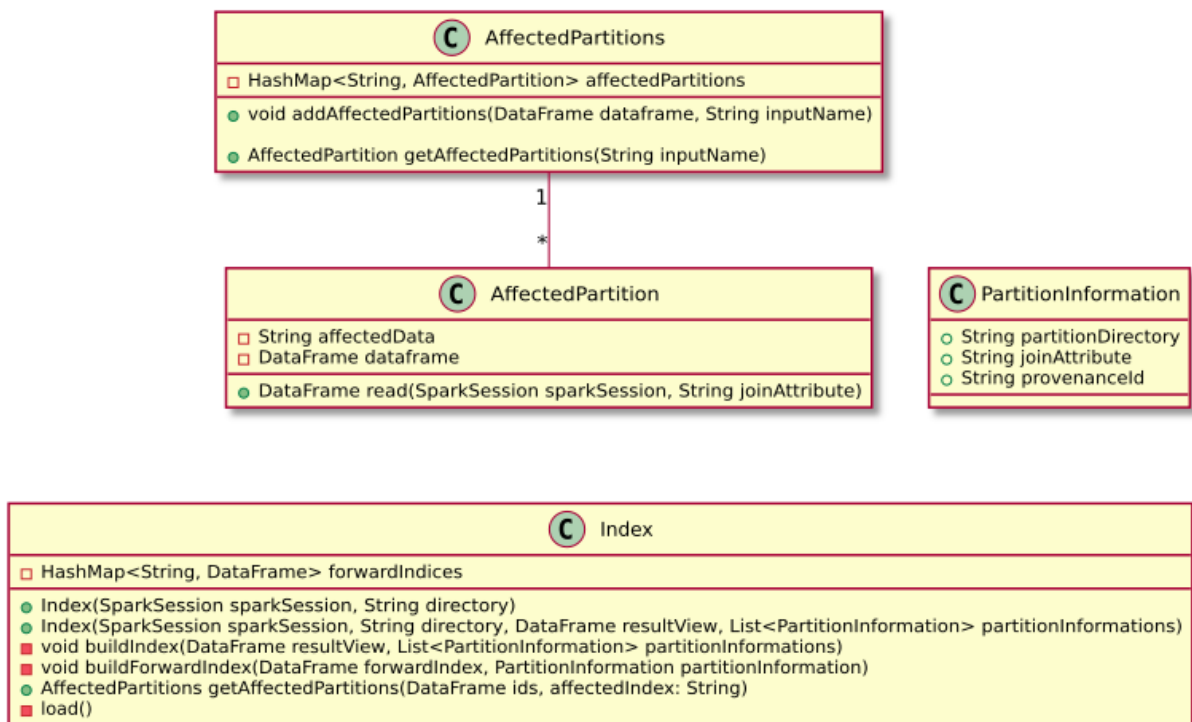 C AffectedPartitions
HashMap<String, AffectedPartition> affectedPartitions
void addAffectedPartitions(DataFrame dataframe, String inputName)
AffectedPartition getAffectedPartitions(String inputName)
1
*
C AffectedPartition
String affectedData
DataFrame dataframe
DataFrame read(SparkSession sparkSession, String joinAttribute)
C PartitionInformation
String partitionDirectory
String joinAttribute
String provenanceId
C Index
HashMap<String, DataFrame> forwardIndices
Index(SparkSession sparkSession, String directory)
Index(SparkSession sparkSession, String directory, DataFrame resultView, List<PartitionInformation> partitionInformations)
void buildIndex(DataFrame resultView, List<PartitionInformation> partitionInformations)
void buildForwardIndex(DataFrame forwardIndex, PartitionInformation partitionInformation)
AffectedPartitions getAffectedPartitions(DataFrame ids, affectedIndex: String)
load()